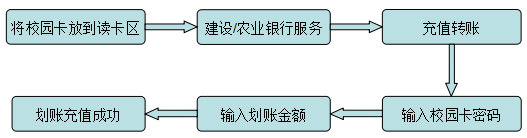 将校园卡放到读卡区
建设/农业银行服务
充值转账
输入校园卡密码
输入划账金额
划账充值成功